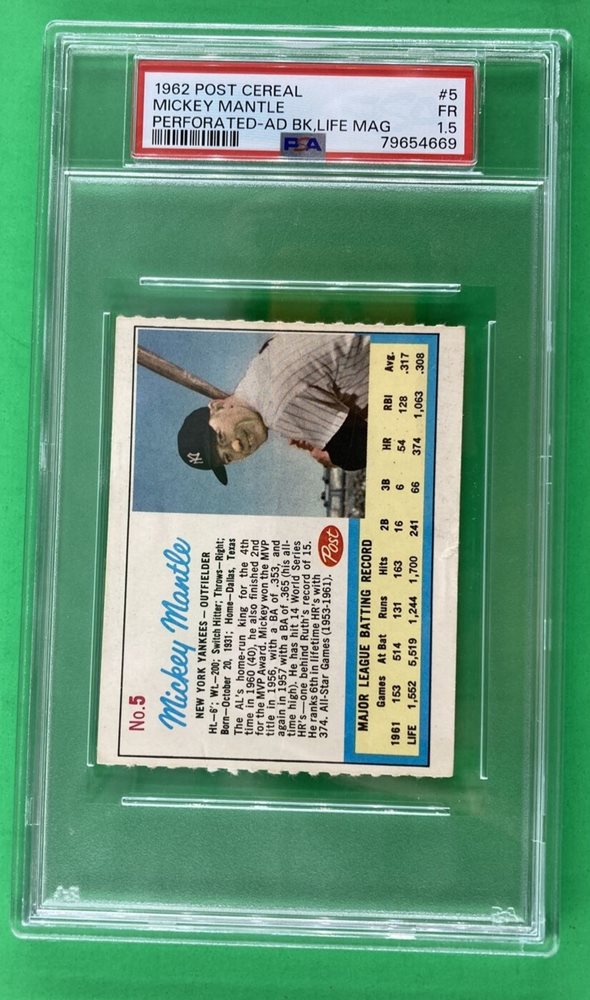 1962 POST CEREAL #5
MICKEY MANTLE FR
PERFORATED-AD BK,LIFE MAG 1.5
PSA 79654669
No.5
Mickey Mantle
NEW YORK YANKEES — OUTFIELDER
Ht.—6'; Wt.—200; Switch Hitter; Throws—Right;
Born—October 20, 1931; Home—Dallas, Texas
The AL's home-run king for the 4th
time in 1960 (40), he also finished 2nd
for the MVP Award. Mickey won the MVP
title in 1956, with a BA of .353, and
again in 1957 with a BA of .365 (his all-
time high). He has hit 14 World Series
HR's—one behind Ruth's record of 15.
He ranks 6th in lifetime HR's with
374. All-Star Games (1953-1961).
Post
NY
MAJOR LEAGUE BATTING RECORD
Games At Bat Runs Hits 2B 3B HR RBI Avg.
1961 153 514 131 163 16 6 54 128 .317
LIFE 1,552 5,519 1,244 1,700 241 66 374 1,063 .308